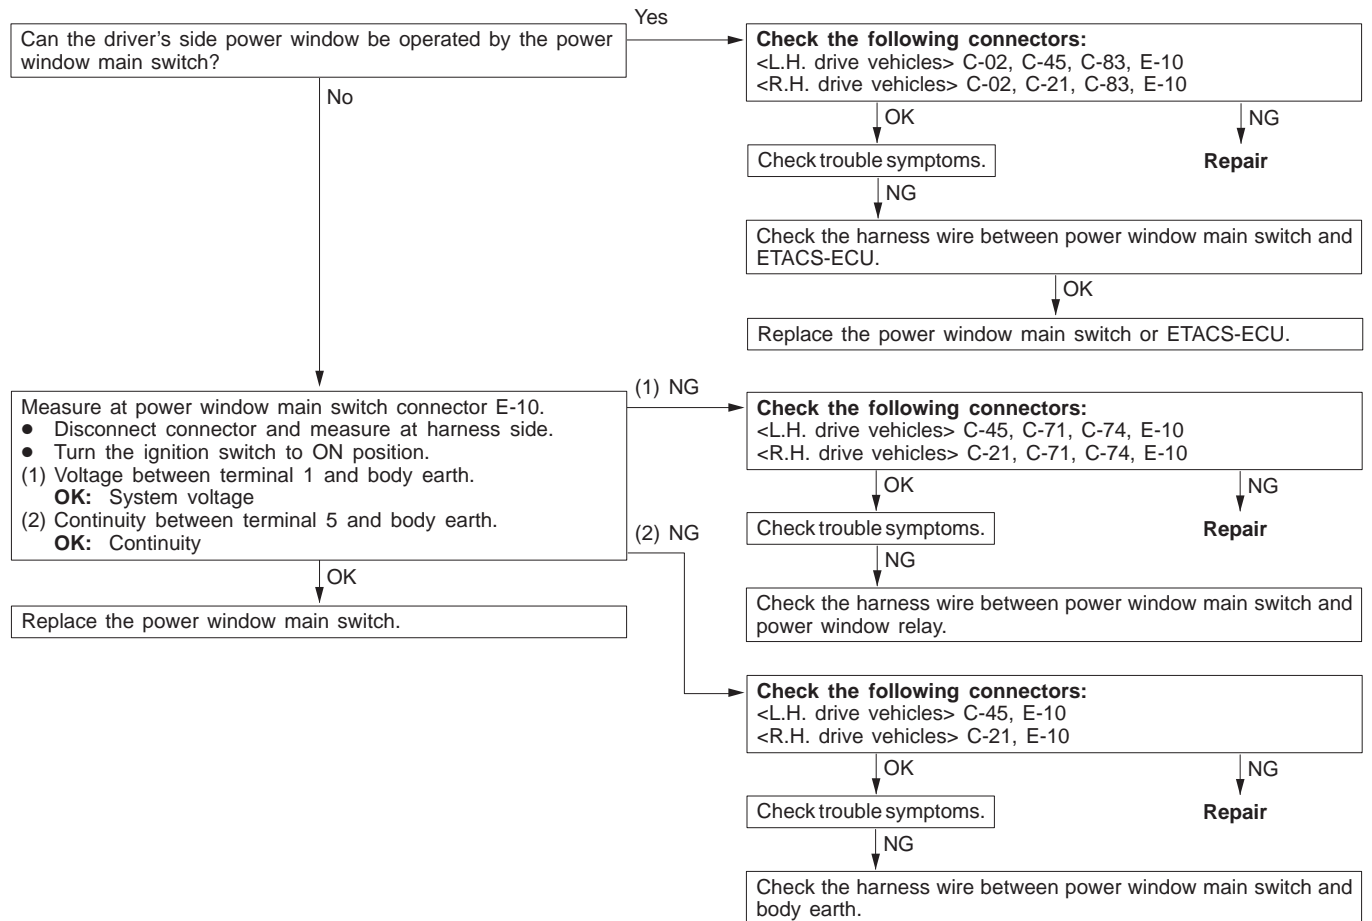 Can the driver's side power window be operated by the power
window main switch?
Yes
No
Check the following connectors:
<L.H. drive vehicles> C-02, C-45, C-83, E-10
<R.H. drive vehicles> C-02, C-21, C-83, E-10
OK
NG
Check trouble symptoms.
Repair
NG
Check the harness wire between power window main switch and
ETACS-ECU.
OK
Replace the power window main switch or ETACS-ECU.
Measure at power window main switch connector E-10.
● Disconnect connector and measure at harness side.
● Turn the ignition switch to ON position.
(1) Voltage between terminal 1 and body earth.
OK: System voltage
(2) Continuity between terminal 5 and body earth.
OK: Continuity
(1) NG
(2) NG
OK
Replace the power window main switch.
Check the following connectors:
<L.H. drive vehicles> C-45, C-71, C-74, E-10
<R.H. drive vehicles> C-21, C-71, C-74, E-10
OK
NG
Check trouble symptoms.
Repair
NG
Check the harness wire between power window main switch and
power window relay.
Check the following connectors:
<L.H. drive vehicles> C-45, E-10
<R.H. drive vehicles> C-21, E-10
OK
NG
Check trouble symptoms.
Repair
NG
Check the harness wire between power window main switch and
body earth.